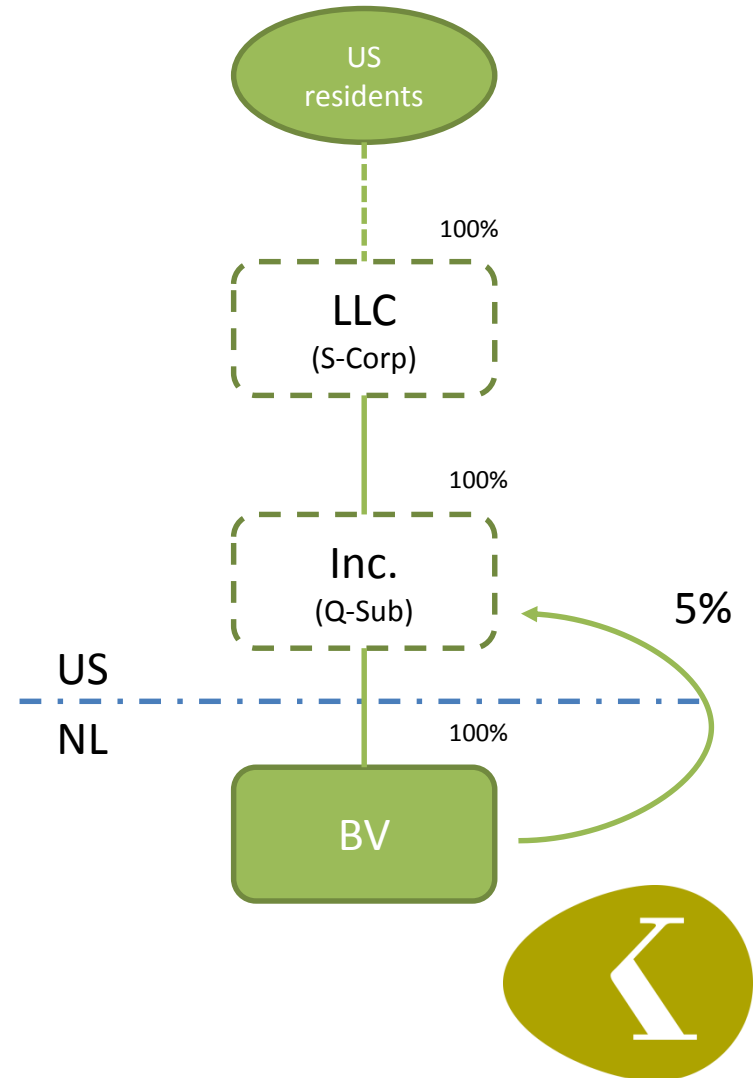 US
residents
100%
LLC
(S-Corp)
100%
Inc.
(Q-Sub)
5%
US
NL
100%
BV